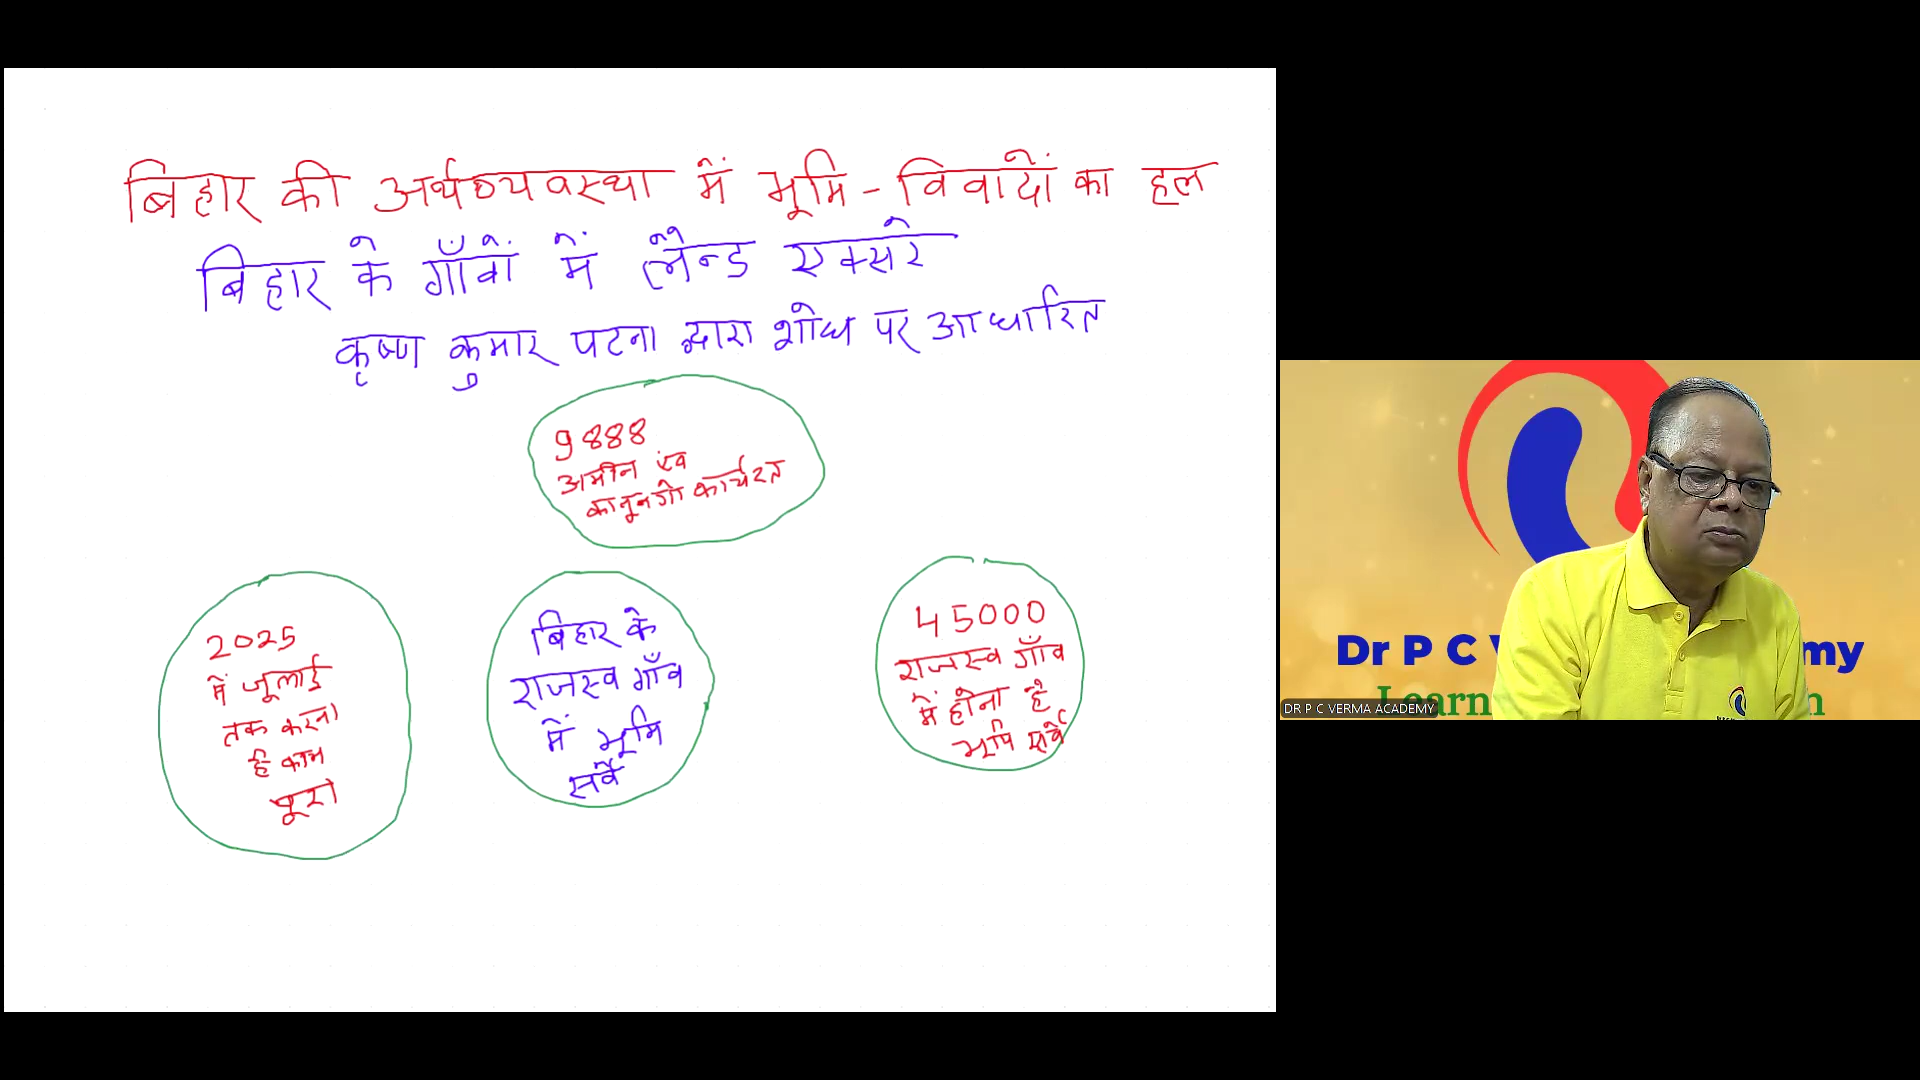 बिहार की अर्थव्यवस्था में भूमि - विवादों का हल
बिहार के गाँवों में लैन्ड एक्सरे
कृष्ण कुमार पटना द्वारा शोध पर आधारित
9888
अमीन एंव
कानूनगो कार्यरत
2025
में जूलाई
तक करना
है काम
पूरा
बिहार के
राजस्व गाँव
में भूमि
सर्वे
45000
राजस्व गाँव
में होना है
भूमि सर्वे
Dr P C V my
Learn n
DR P C VERMA ACADEMY